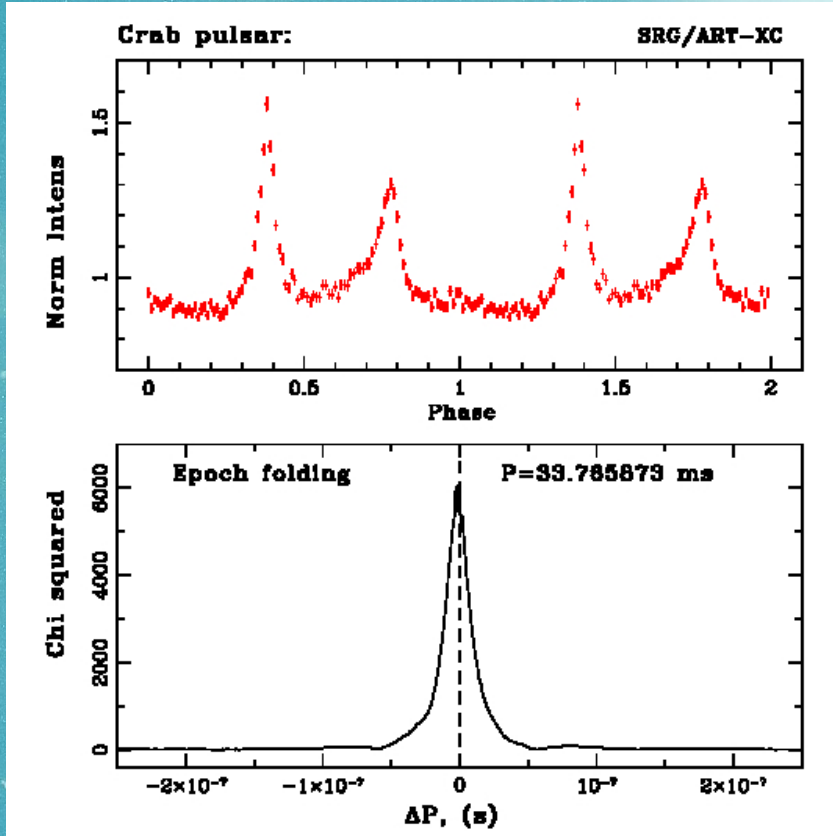 Crab pulsar: SRG/ART-XC
1.5
1
Norm Intens
0 0.5 1 1.5 2
Phase
Epoch folding P=33.765873 ms
6000
4000
2000
0
Chi squared
−2×10⁻⁷ −1×10⁻⁷ 0 10⁻⁷ 2×10⁻⁷
ΔP, (s)